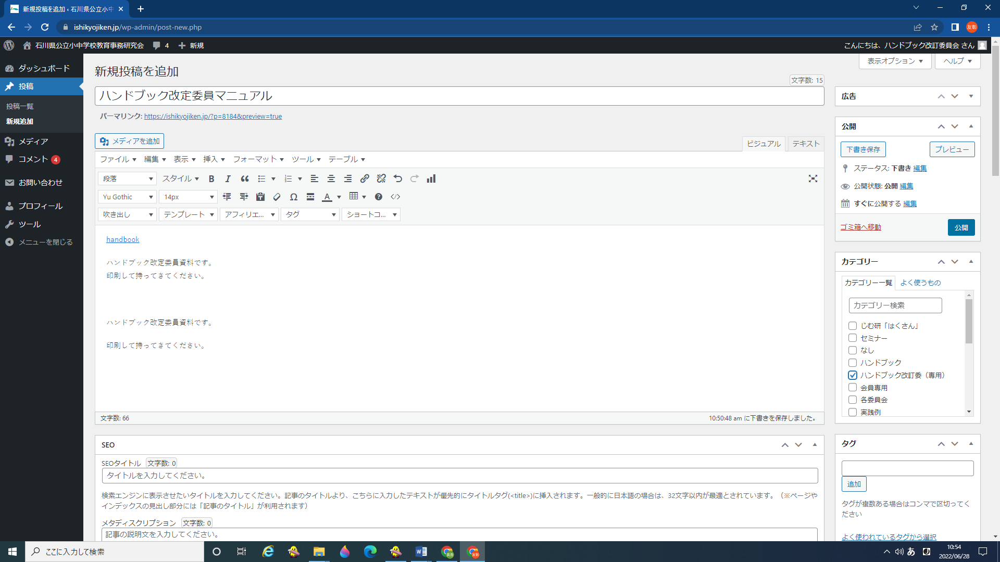 新規投稿を追加 ‹ 石川県公立小中
ishikyojiken.jp/wp-admin/post-new.php
友彰
石川県公立小中学校教育事務研究会 4 新規
こんにちは、ハンドブック改訂委員会 さん
ダッシュボード
投稿
投稿一覧
新規追加
メディア
コメント 4
お問い合わせ
プロフィール
ツール
メニューを閉じる
表示オプション
ヘルプ
新規投稿を追加
文字数: 15
ハンドブック改定委員マニュアル
パーマリンク: https://ishikyojiken.jp/?p=8184&preview=true
メディアを追加
ビジュアル テキスト
ファイル 編集 表示 挿入 フォーマット ツール テーブル
段落 スタイル B I
Yu Gothic 14px Ω A
吹き出し テンプレート アフィリエ... タグ ショートコ...
handbook
ハンドブック改定委員資料です。
印刷して持ってきてください。
ハンドブック改定委員資料です。
印刷して持ってきてください。
文字数: 66
10:50:48 am に下書きを保存しました。
SEO
SEOタイトル 文字数: 0
タイトルを入力してください。
検索エンジンに表示させたいタイトルを入力してください。記事のタイトルより、こちらに入力したテキストが優先的にタイトルタグ(<title>)に挿入されます。一般的に日本語の場合は、32文字以内が最適とされています。（※ページや
インデックスの見出し部分には「記事のタイトル」が利用されます）
メタディスクリプション 文字数: 0
記事の説明文を入力してください。
広告
公開
下書き保存 プレビュー
ステータス: 下書き 編集
公開状態: 公開 編集
すぐに公開する 編集
ゴミ箱へ移動 公開
カテゴリー
カテゴリー一覧 よく使うもの
カテゴリー検索
じむ研「はくさん」
セミナー
なし
ハンドブック
ハンドブック改訂委（専用）
会員専用
各委員会
実践例
タグ
追加
タグが複数ある場合はコンマで区切ってく
ださい
よく使われているタグから選択
ここに入力して検索
あ
10:54
2022/06/28